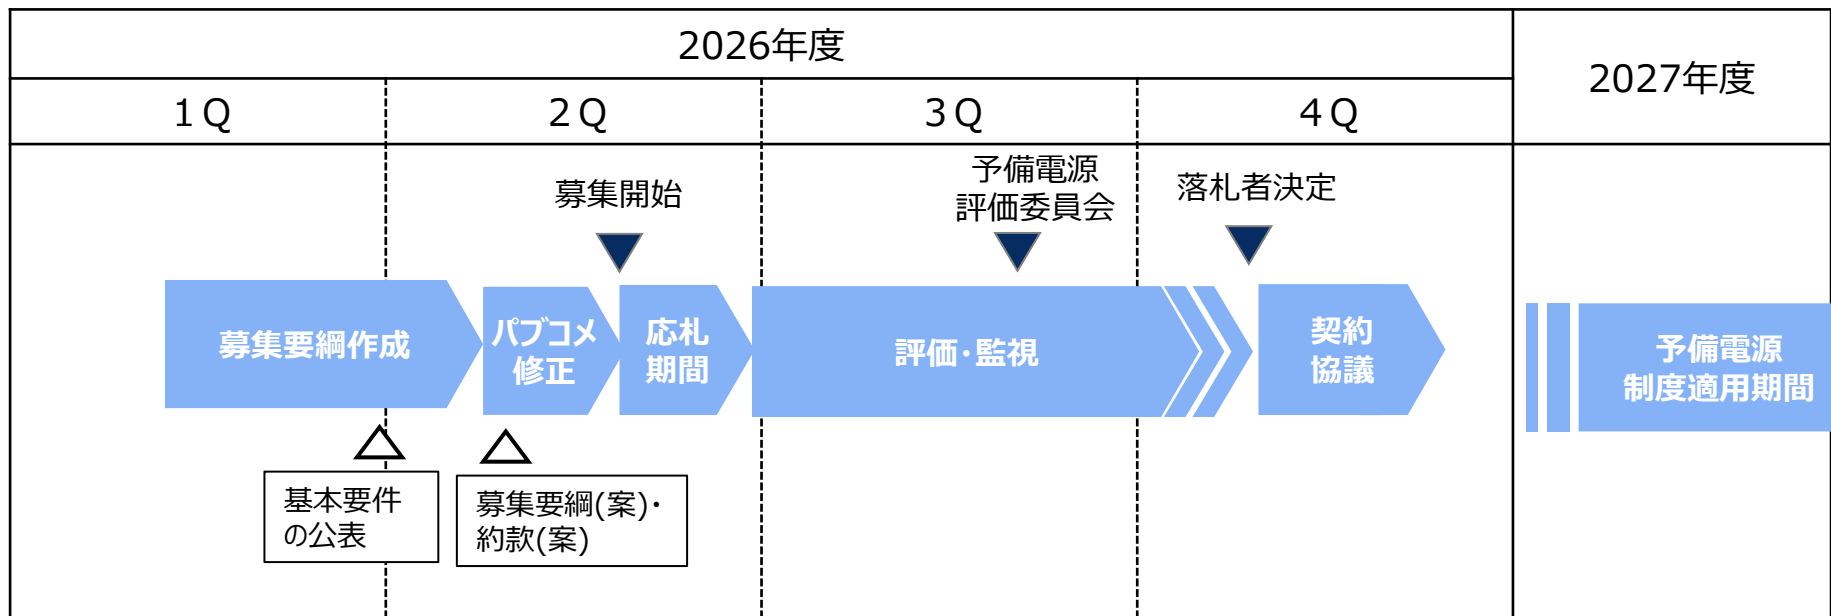 2026年度
2027年度
1Q
2Q
3Q
4Q
募集開始
予備電源
評価委員会
落札者決定
募集要綱作成
パブコメ
修正
応札
期間
評価・監視
契約
協議
予備電源
制度適用期間
基本要件
の公表
募集要綱(案)・
約款(案)